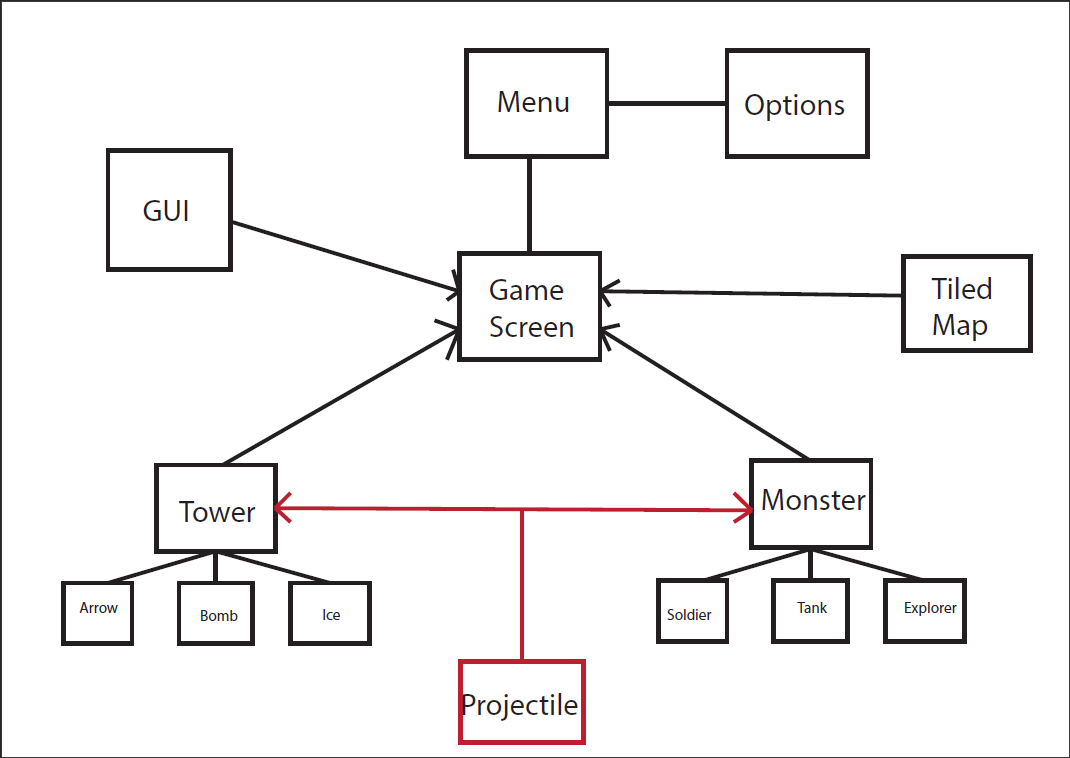 Menu
Options
GUI
Game
Screen
Tiled
Map
Tower
Monster
Arrow
Bomb
Ice
Soldier
Tank
Explorer
Projectile